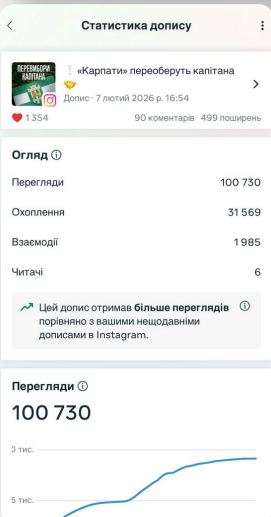 Статистика допису
ПЕРЕВИБОРИ
КАПІТАНА
«Карпати» переоберуть капітана
Допис · 7 лютий 2026 р. 16:54
1 354
90 коментарів 499 поширень
Огляд
Перегляди 100 730
Охоплення 31 569
Взаємодії 1 985
Читачі 6
Цей допис отримав більше переглядів
порівняно з вашими нещодавніми
дописами в Instagram.
Перегляди
100 730
0 тис.
5 тис.